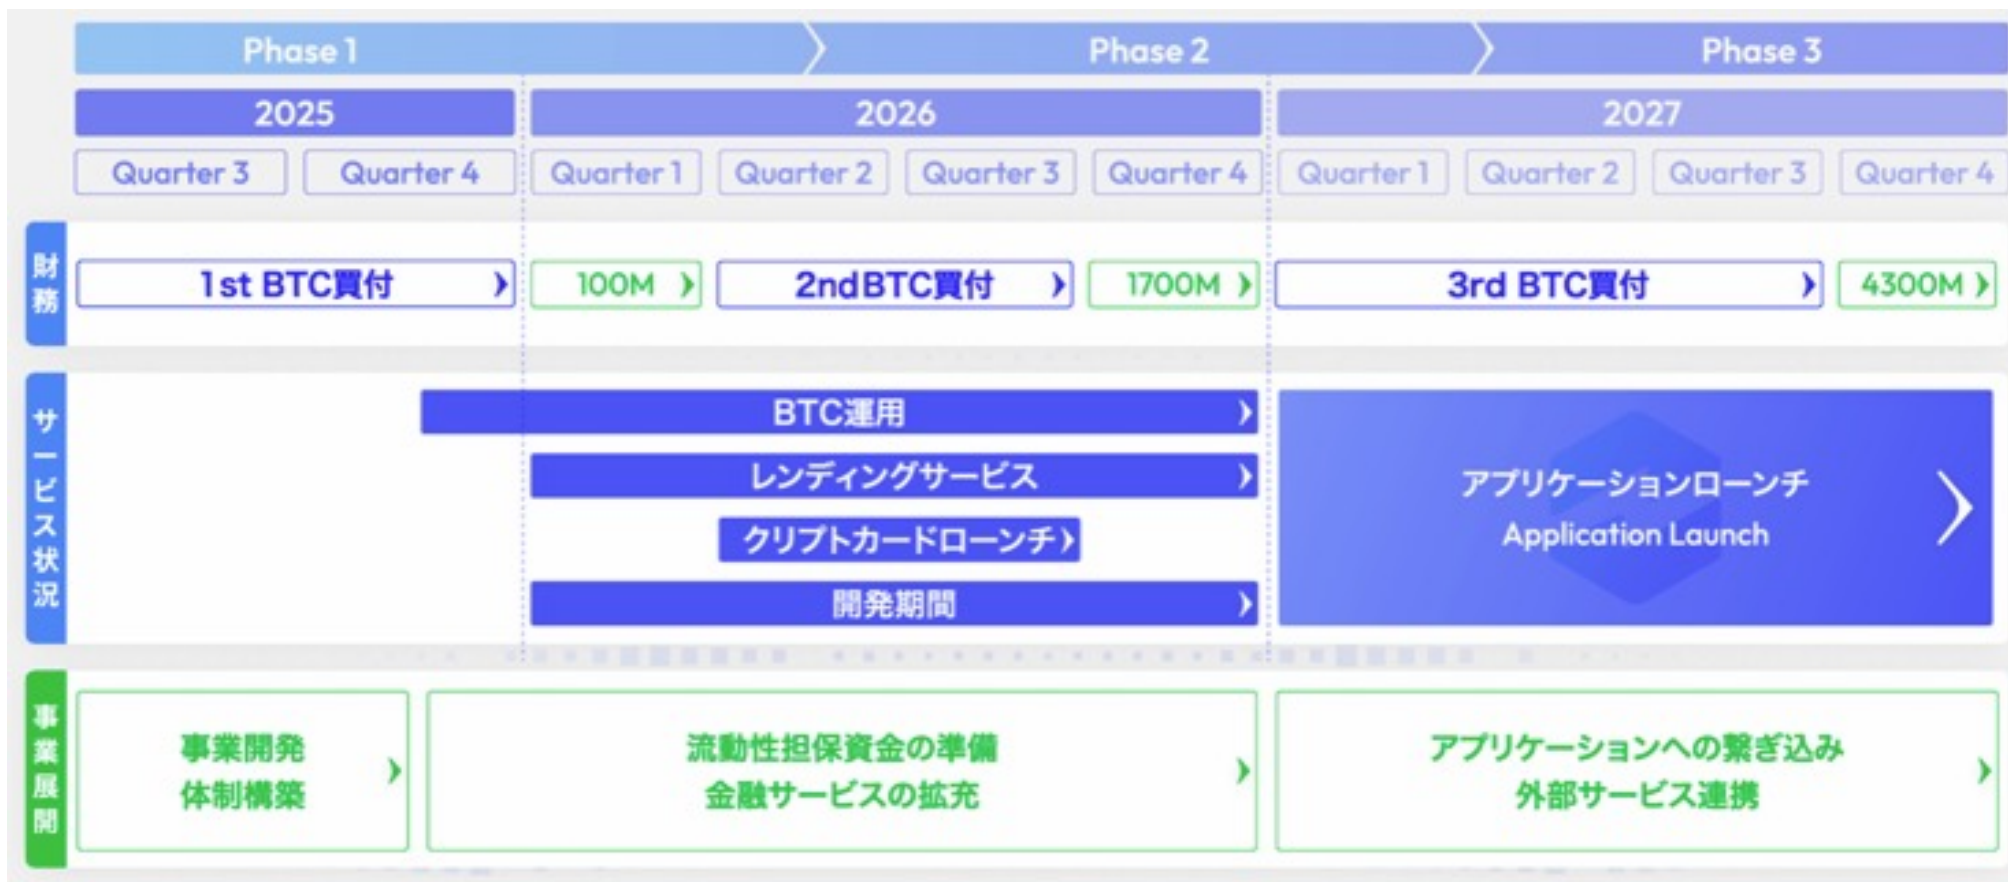 Phase 1
Phase 2
Phase 3
2025
2026
2027
Quarter 3
Quarter 4
Quarter 1
Quarter 2
Quarter 3
Quarter 4
Quarter 1
Quarter 2
Quarter 3
Quarter 4
財務
1st BTC買付
100M
2ndBTC買付
1700M
3rd BTC買付
4300M
サービス状況
BTC運用
レンディングサービス
クリプトカードローンチ
開発期間
アプリケーションローンチ
Application Launch
事業展開
事業開発
体制構築
流動性担保資金の準備
金融サービスの拡充
アプリケーションへの繋ぎ込み
外部サービス連携